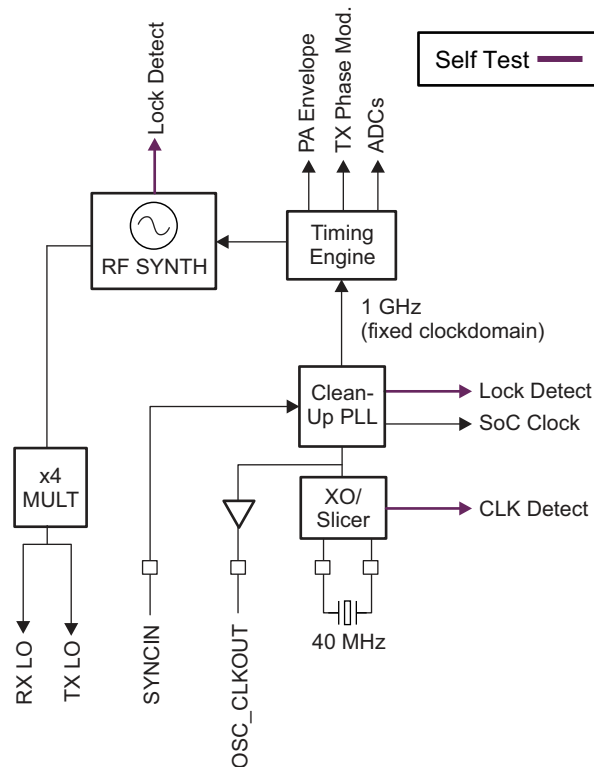 Self Test
Lock Detect
PA Envelope
TX Phase Mod.
ADCs
RF SYNTH
Timing
Engine
1 GHz
(fixed clockdomain)
Clean-
Up PLL
Lock Detect
SoC Clock
x4
MULT
XO/
Slicer
CLK Detect
40 MHz
RX LO
TX LO
SYNCIN
OSC_CLKOUT